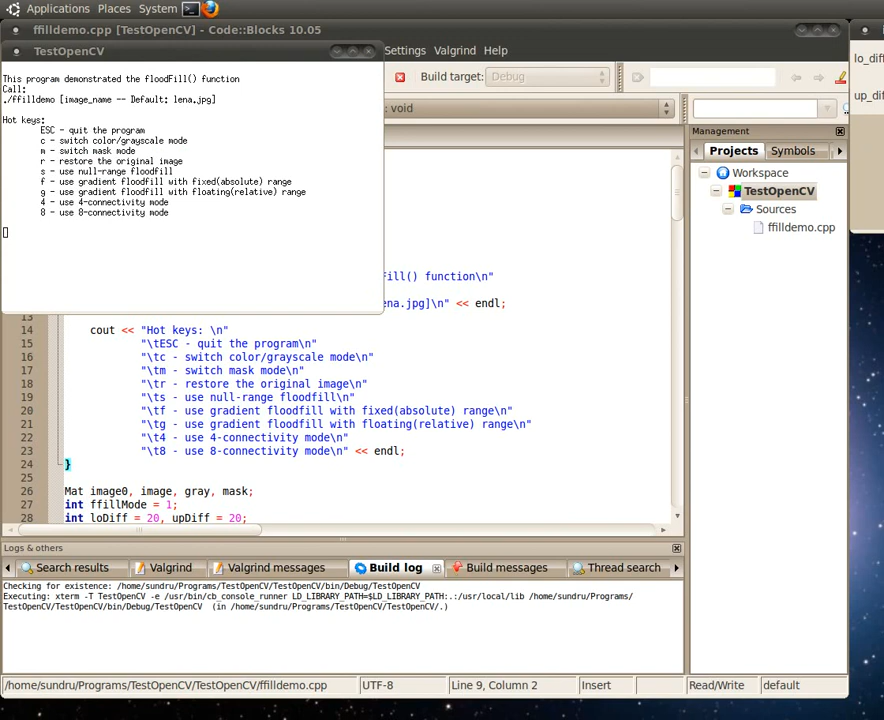 Applications Places System
ffilldemo.cpp [TestOpenCV] - Code::Blocks 10.05
TestOpenCV
Settings Valgrind Help
Build target: Debug
: void
This program demonstrated the floodFill() function
Call:
./ffilldemo [image_name -- Default: lena.jpg]
Hot keys:
ESC - quit the program
c - switch color/grayscale mode
m - switch mask mode
r - restore the original image
s - use null-range floodfill
f - use gradient floodfill with fixed(absolute) range
g - use gradient floodfill with floating(relative) range
4 - use 4-connectivity mode
8 - use 8-connectivity mode
Fill() function\n"
ena.jpg]\n" << endl;
13
14 cout << "Hot keys: \n"
15 "\tESC - quit the program\n"
16 "\tc - switch color/grayscale mode\n"
17 "\tm - switch mask mode\n"
18 "\tr - restore the original image\n"
19 "\ts - use null-range floodfill\n"
20 "\tf - use gradient floodfill with fixed(absolute) range\n"
21 "\tg - use gradient floodfill with floating(relative) range\n"
22 "\t4 - use 4-connectivity mode\n"
23 "\t8 - use 8-connectivity mode\n" << endl;
24 }
25
26 Mat image0, image, gray, mask;
27 int ffillMode = 1;
28 int loDiff = 20, upDiff = 20;
Management
Projects Symbols
Workspace
TestOpenCV
Sources
ffilldemo.cpp
lo_diff
up_dif
Logs & others
Search results Valgrind Valgrind messages Build log Build messages Thread search
Checking for existence: /home/sundru/Programs/TestOpenCV/TestOpenCV/bin/Debug/TestOpenCV
Executing: xterm -T TestOpenCV -e /usr/bin/cb_console_runner LD_LIBRARY_PATH=$LD_LIBRARY_PATH:.:/usr/local/lib /home/sundru/Programs/
TestOpenCV/TestOpenCV/bin/Debug/TestOpenCV (in /home/sundru/Programs/TestOpenCV/TestOpenCV/.)
/home/sundru/Programs/TestOpenCV/TestOpenCV/ffilldemo.cpp UTF-8 Line 9, Column 2 Insert Read/Write default